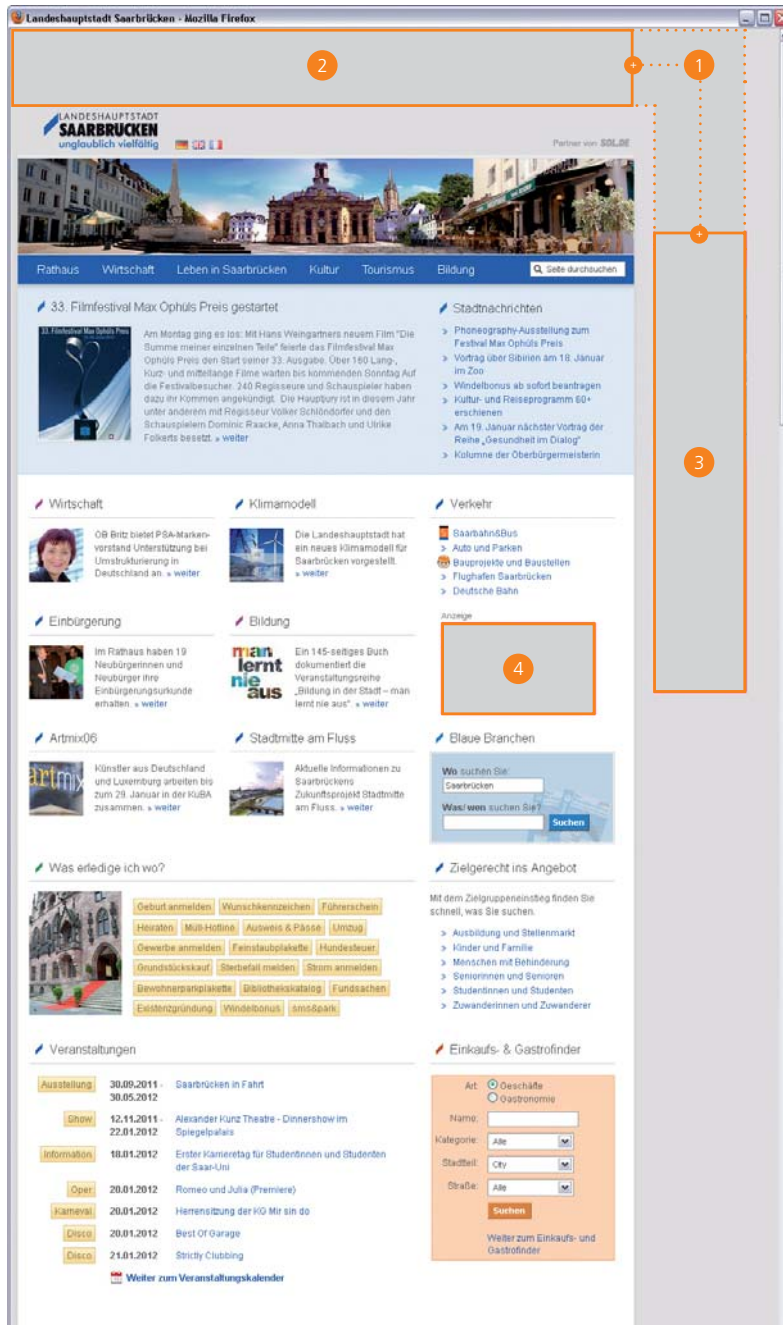 Landeshauptstadt Saarbrücken - Mozilla Firefox
2
+
1
LANDESHAUPTSTADT
SAARBRÜCKEN
unglaublich vielfältig
Partner von SOL.DE
+
Rathaus Wirtschaft Leben in Saarbrücken Kultur Tourismus Bildung Seite durchsuchen
33. Filmfestival Max Ophüls Preis gestartet
33. Filmfestival Max Ophüls Preis
Am Montag ging es los: Mit Hans Weingartners neuem Film "Die
Summe meiner einzelnen Teile" feierte das Filmfestival Max
Ophüls Preis den Start seiner 33. Ausgabe. Über 160 Lang-,
Kurz- und mittellange Filme warten bis kommenden Sonntag Auf
die Festivalbesucher. 240 Regisseure und Schauspieler haben
dazu ihr Kommen angekündigt. Die Hauptjury ist in diesem Jahr
unter anderem mit Regisseur Volker Schlöndorfer und den
Schauspielern Dominic Raacke, Anna Thalbach und Ulrike
Folkerts besetzt. » weiter
Stadtnachrichten
» Phoneography-Ausstellung zum
Festival Max Ophüls Preis
» Vortrag über Sibirien am 18. Januar
im Zoo
» Windelbonus ab sofort beantragen
» Kultur- und Reiseprogramm 60+
erschienen
» Am 19. Januar nächster Vortrag der
Reihe „Gesundheit im Dialog"
» Kolumne der Oberbürgermeisterin
3
Wirtschaft
OB Britz bietet PSA-Marken-
vorstand Unterstützung bei
Umstrukturierung in
Deutschland an. » weiter
Klimamodell
Die Landeshauptstadt hat
ein neues Klimamodell für
Saarbrücken vorgestellt.
» weiter
Verkehr
Saarbahn&Bus
» Auto und Parken
Bauprojekte und Baustellen
» Flughafen Saarbrücken
» Deutsche Bahn
Anzeige
4
Einbürgerung
Im Rathaus haben 19
Neubürgerinnen und
Neubürger ihre
Einbürgerungsurkunde
erhalten. » weiter
Bildung
man
lernt
nie
aus
Ein 145-seitiges Buch
dokumentiert die
Veranstaltungsreihe
„Bildung in der Stadt – man
lernt nie aus". » weiter
Artmix06
artmix
Künstler aus Deutschland
und Luxemburg arbeiten bis
zum 29. Januar in der KuBA
zusammen. » weiter
Stadtmitte am Fluss
Aktuelle Informationen zu
Saarbrückens
Zukunftsprojekt Stadtmitte
am Fluss. » weiter
Blaue Branchen
Wo suchen Sie:
Saarbrücken
Was/wen suchen Sie?
Suchen
Was erledige ich wo?
Geburt anmelden Wunschkennzeichen Führerschein
Heiraten Müll-Hotline Ausweis & Pässe Umzug
Gewerbe anmelden Feinstaubplakette Hundesteuer
Grundstückskauf Sterbefall melden Strom anmelden
Bewohnerparkplakette Bibliothekskatalog Fundsachen
Existenzgründung Windelbonus sms&park
Zielgerecht ins Angebot
Mit dem Zielgruppeneinstieg finden Sie
schnell, was Sie suchen.
» Ausbildung und Stellenmarkt
» Kinder und Familie
» Menschen mit Behinderung
» Seniorinnen und Senioren
» Studentinnen und Studenten
» Zuwanderinnen und Zuwanderer
Veranstaltungen
Ausstellung 30.09.2011 - Saarbrücken in Fahrt
30.05.2012
Show 12.11.2011 - Alexander Kunz Theatre - Dinnershow im
22.01.2012 Spiegelpalais
Information 18.01.2012 Erster Karrieretag für Studentinnen und Studenten
der Saar-Uni
Oper 20.01.2012 Romeo und Julia (Premiere)
Karneval 20.01.2012 Herrensitzung der KG Mir sin do
Disco 20.01.2012 Best Of Garage
Disco 21.01.2012 Strictly Clubbing
Weiter zum Veranstaltungskalender
Einkaufs- & Gastrofinder
Art: Geschäfte
Gastronomie
Name:
Kategorie: Alle
Stadtteil: City
Straße: Alle
Suchen
Weiter zum Einkaufs- und
Gastrofinder